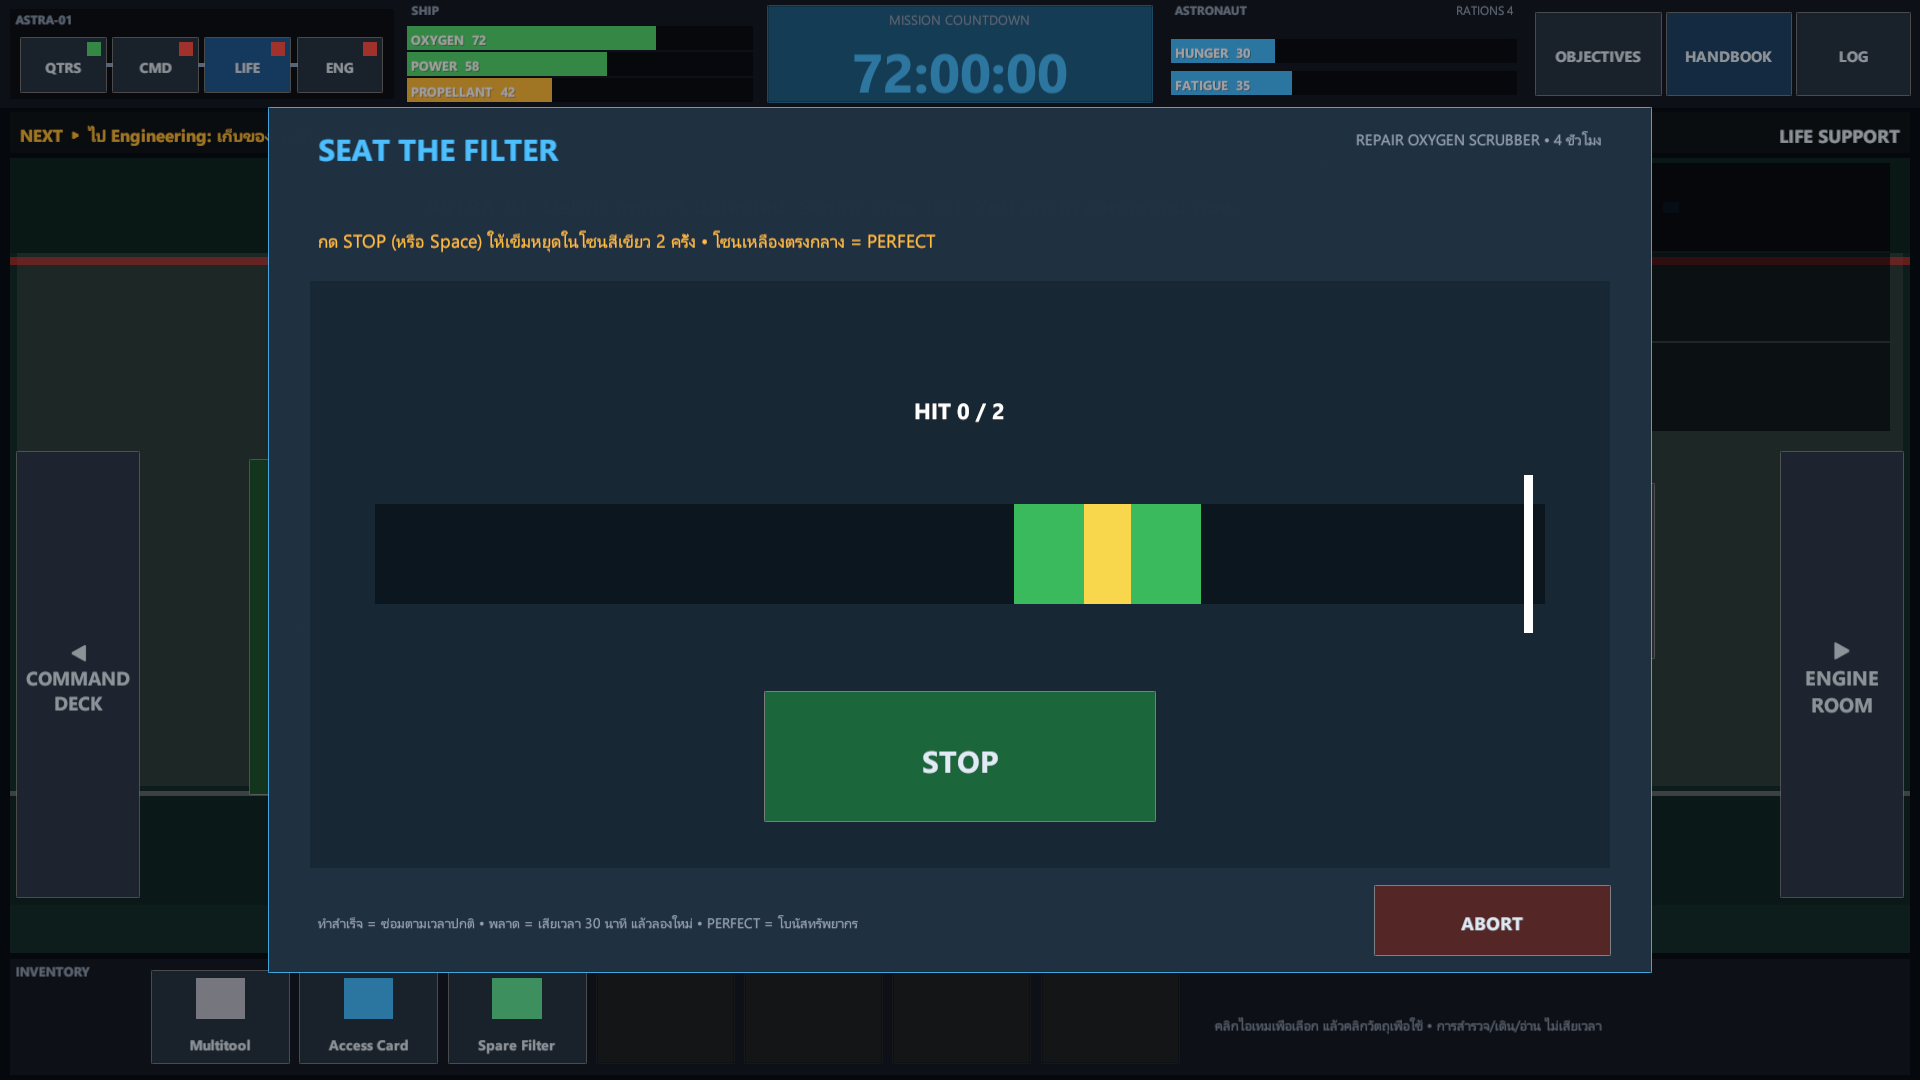 ASTRA-01
QTRS
CMD
LIFE
ENG
SHIP
OXYGEN 72
POWER 58
PROPELLANT 42
MISSION COUNTDOWN
72:00:00
ASTRONAUT
RATIONS 4
HUNGER 30
FATIGUE 35
OBJECTIVES
HANDBOOK
LOG
NEXT ▸ ไป Engineering: เก็บของ
LIFE SUPPORT
SEAT THE FILTER
REPAIR OXYGEN SCRUBBER • 4 ชั่วโมง
กด STOP (หรือ Space) ให้เข็มหยุดในโซนสีเขียว 2 ครั้ง • โซนเหลืองตรงกลาง = PERFECT
HIT 0 / 2
◀
COMMAND
DECK
▶
ENGINE
ROOM
STOP
ทำสำเร็จ = ซ่อมตามเวลาปกติ • พลาด = เสียเวลา 30 นาที แล้วลองใหม่ • PERFECT = โบนัสทรัพยากร
ABORT
INVENTORY
Multitool
Access Card
Spare Filter
คลิกไอเทมเพื่อเลือก แล้วคลิกวัตถุเพื่อใช้ • การสำรวจ/เดิน/อ่าน ไม่เสียเวลา